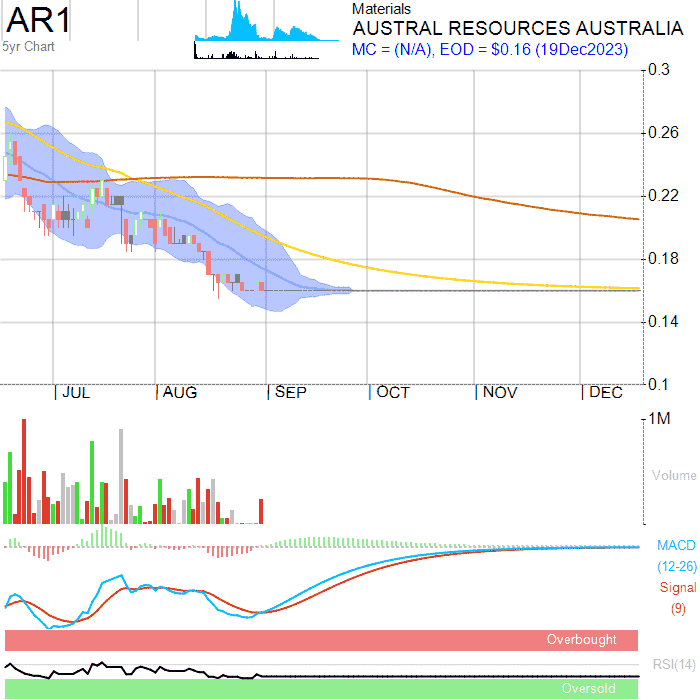 AR1
5yr Chart
Materials
AUSTRAL RESOURCES AUSTRALIA
MC = (N/A), EOD = $0.16 (19Dec2023)
0.3
0.26
0.22
0.18
0.14
0.1
JUL AUG SEP OCT NOV DEC
1M
Volume
MACD
(12-26)
Signal
(9)
Overbought
RSI(14)
Oversold